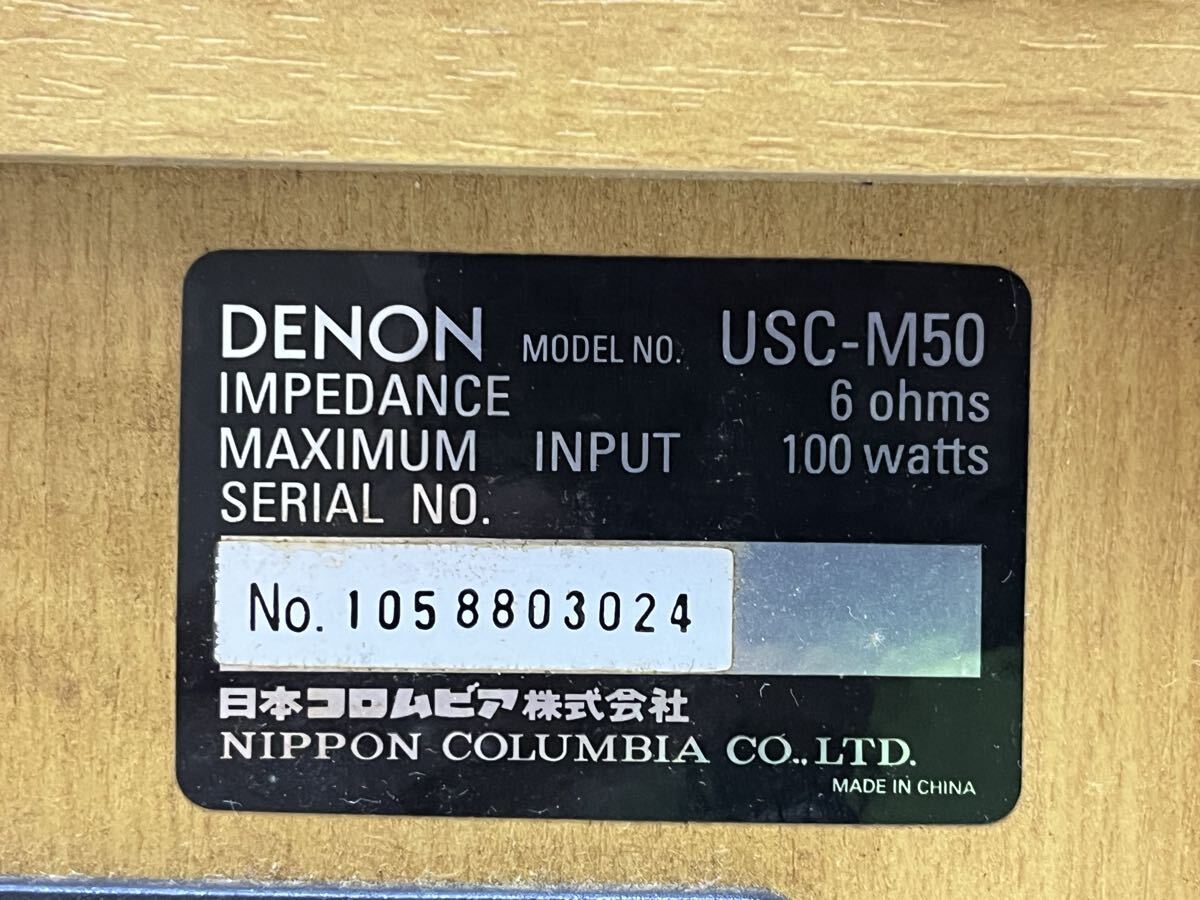 DENON MODEL NO. USC-M50
IMPEDANCE 6 ohms
MAXIMUM INPUT 100 watts
SERIAL NO.
No. 1058803024
日本コロムビア株式会社
NIPPON COLUMBIA CO., LTD.
MADE IN CHINA